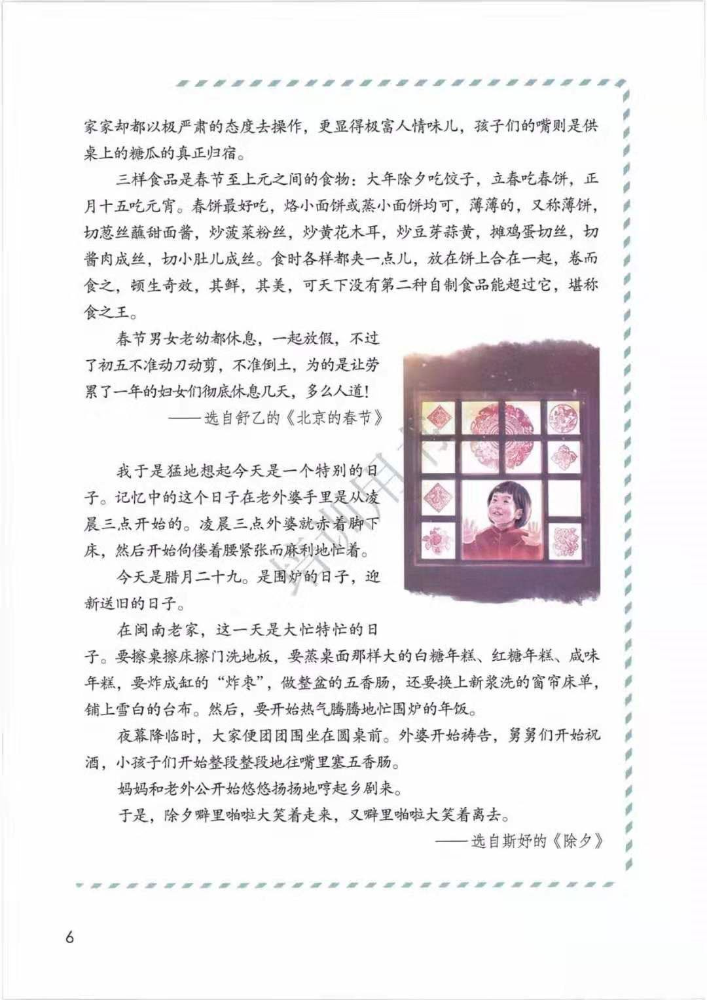 家家却都以极严肃的态度去操作，更显得极富人情味儿，孩子们的嘴则是供
桌上的糖瓜的真正归宿。
三样食品是春节至上元之间的食物：大年除夕吃饺子，立春吃春饼，正
月十五吃元宵。春饼最好吃，烙小面饼或蒸小面饼均可，薄薄的，又称薄饼，
切葱丝蘸甜面酱，炒菠菜粉丝，炒黄花木耳，炒豆芽蒜黄，摊鸡蛋切丝，切
酱肉成丝，切小肚儿成丝。食时各样都夹一点儿，放在饼上合在一起，卷而
食之，顿生奇效，其鲜，其美，可天下没有第二种自制食品能超过它，堪称
食之王。
春节男女老幼都休息，一起放假，不过
了初五不准动刀动剪，不准倒土，为的是让劳
累了一年的妇女们彻底休息几天，多么人道！
——选自舒乙的《北京的春节》
我于是猛地想起今天是一个特别的日
子。记忆中的这个日子在老外婆手里是从凌
晨三点开始的。凌晨三点外婆就赤着脚下
床，然后开始佝偻着腰紧张而麻利地忙着。
今天是腊月二十九。是围炉的日子，迎
新送旧的日子。
在闽南老家，这一天是大忙特忙的日
子。要擦桌擦床擦门洗地板，要蒸桌面那样大的白糖年糕、红糖年糕、咸味
年糕，要炸成缸的“炸枣”，做整盆的五香肠，还要换上新浆洗的窗帘床单，
铺上雪白的台布。然后，要开始热气腾腾地忙围炉的年饭。
夜幕降临时，大家便团团围坐在圆桌前。外婆开始祷告，舅舅们开始祝
酒，小孩子们开始整段整段地往嘴里塞五香肠。
妈妈和老外公开始悠悠扬扬地哼起乡剧来。
于是，除夕噼里啪啦大笑着走来，又噼里啪啦大笑着离去。
——选自斯妤的《除夕》
培训用书
6